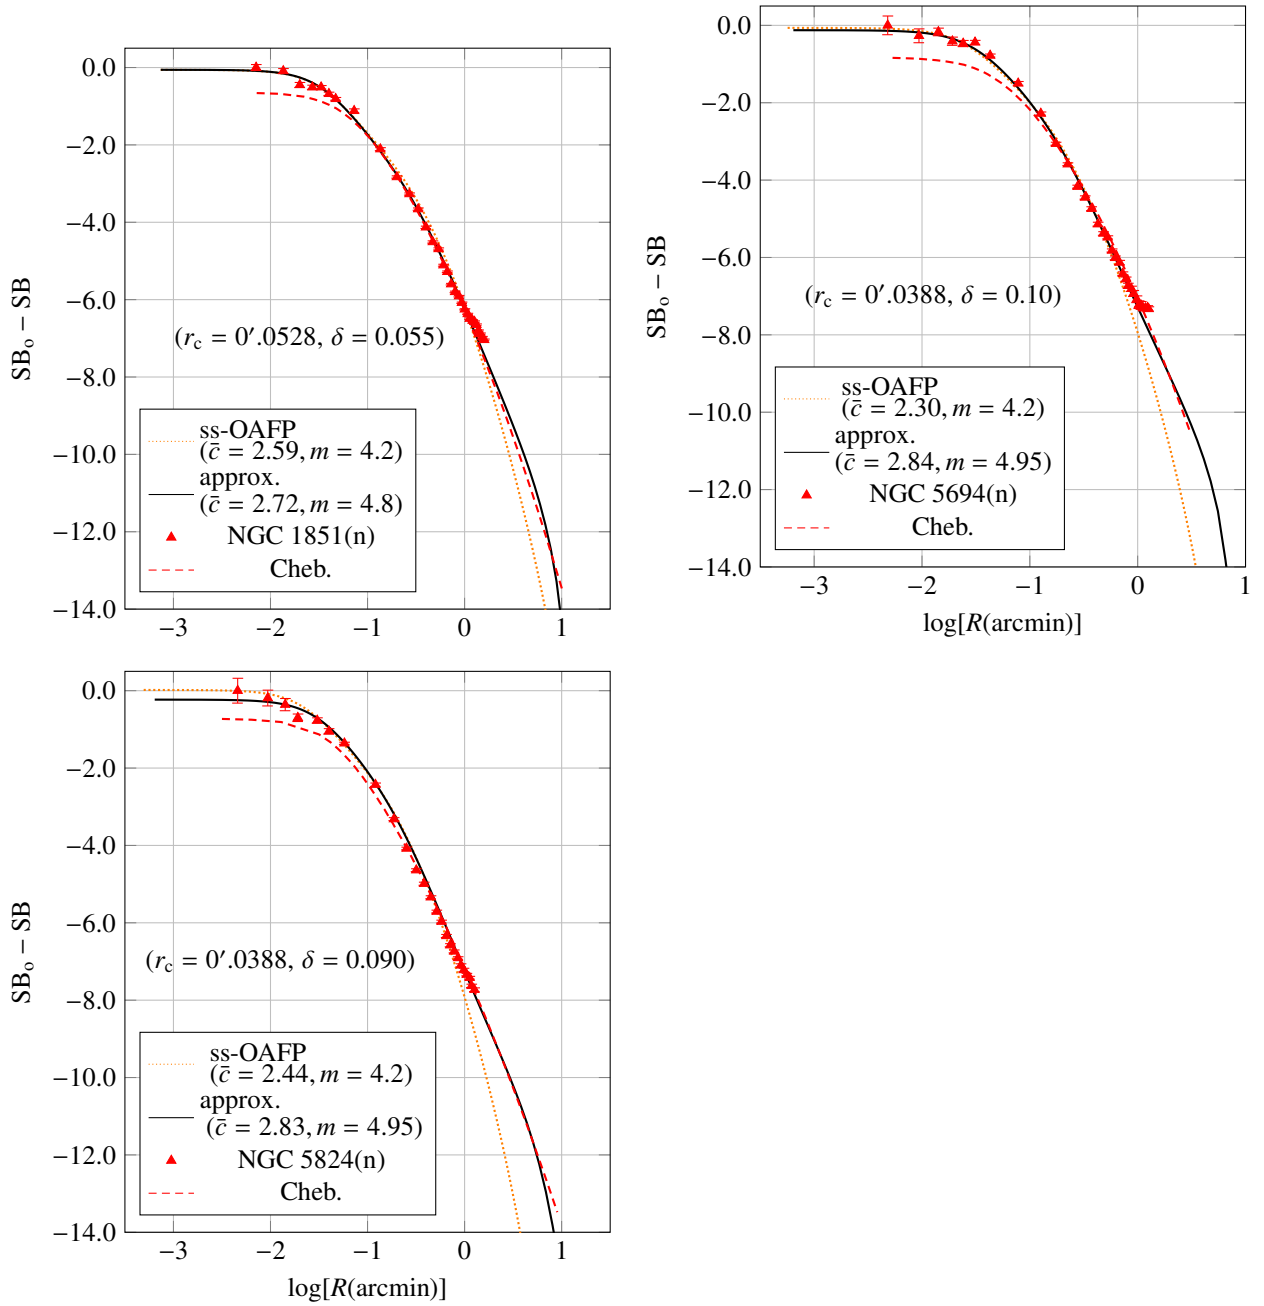 0.0
−2.0
−4.0
−6.0
−8.0
−10.0
−12.0
−14.0
SB₀ − SB
(r_c = 0′.0528, δ = 0.055)
ss-OAFP
(c̄ = 2.59, m = 4.2)
approx.
(c̄ = 2.72, m = 4.8)
NGC 1851(n)
Cheb.
−3 −2 −1 0 1
0.0
−2.0
−4.0
−6.0
−8.0
−10.0
−12.0
−14.0
SB₀ − SB
(r_c = 0′.0388, δ = 0.10)
ss-OAFP
(c̄ = 2.30, m = 4.2)
approx.
(c̄ = 2.84, m = 4.95)
NGC 5694(n)
Cheb.
−3 −2 −1 0 1
log[R(arcmin)]
0.0
−2.0
−4.0
−6.0
−8.0
−10.0
−12.0
−14.0
SB₀ − SB
(r_c = 0′.0388, δ = 0.090)
ss-OAFP
(c̄ = 2.44, m = 4.2)
approx.
(c̄ = 2.83, m = 4.95)
NGC 5824(n)
Cheb.
−3 −2 −1 0 1
log[R(arcmin)]